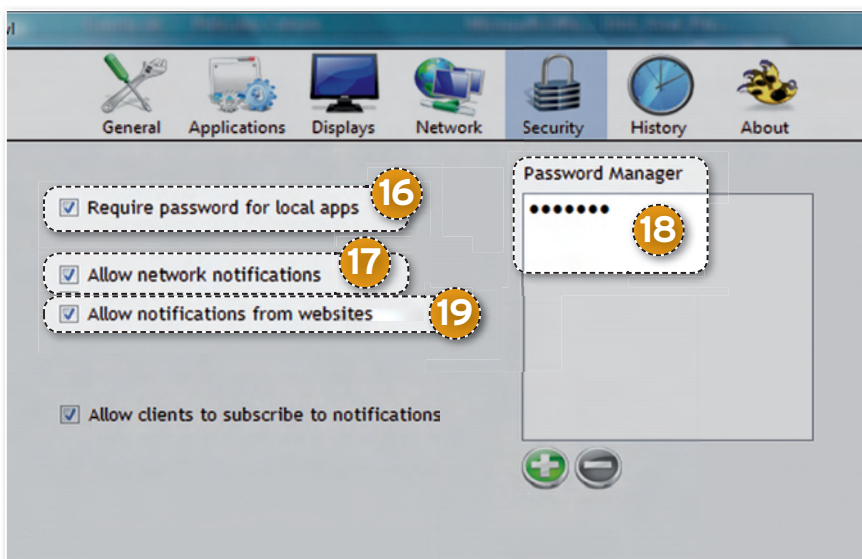 General Applications Displays Network Security History About
Password Manager
16
Require password for local apps
•••••••
18
17
Allow network notifications
19
Allow notifications from websites
Allow clients to subscribe to notifications